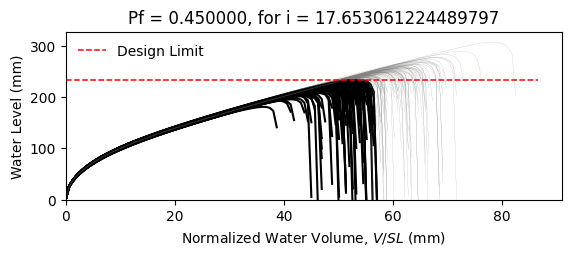 Pf = 0.450000, for i = 17.653061224489797
Design Limit
Water Level (mm)
300
200
100
0
0 20 40 60 80
Normalized Water Volume, V/SL (mm)